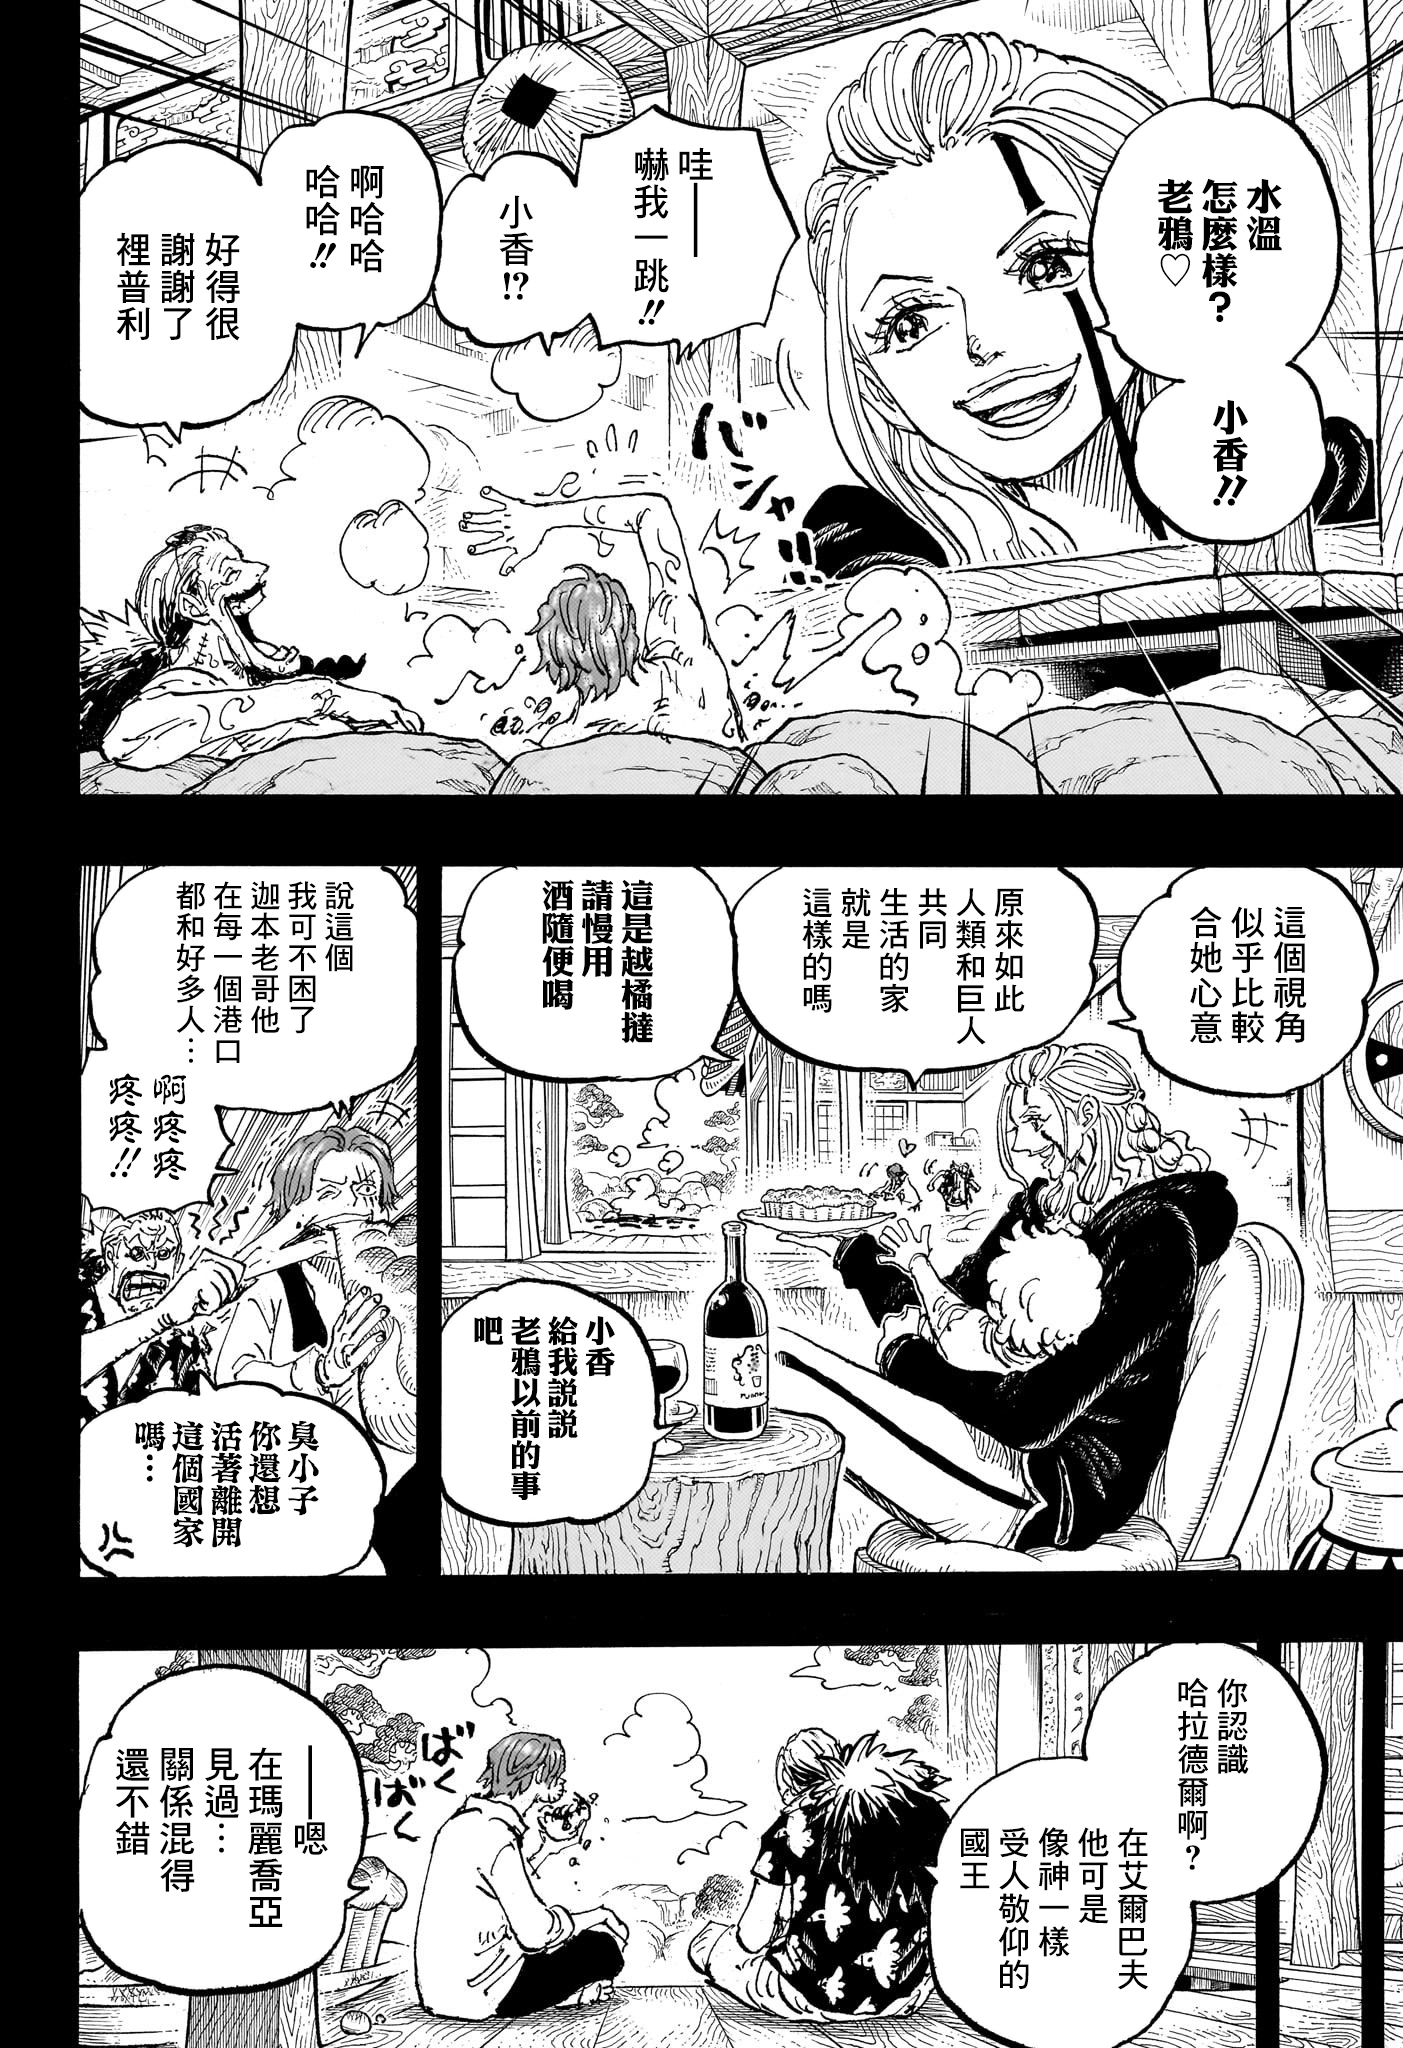 水溫
怎麼樣？
老鴉♡
小香!!
哇——
嚇我一跳!!
小香!?
啊哈哈
哈哈!!
好得很
謝謝了
裡普利
バシャ
這個視角
似乎比較
合她心意
原來如此
人類和巨人
共同
生活的家
就是
這樣的嗎
這是越橘撻
請慢用
酒隨便喝
小香
給我説説
老鴉以前的事
吧
說這個
我可不困了
迦本老哥他
在每一個港口
都和好多人…
啊疼疼
疼疼!!
臭小子
你還想
活著離開
這個國家
嗎…
你認識
哈拉德爾啊？
在艾爾巴夫
他可是
像神一樣
受人敬仰的
國王
ばく
ばく
——嗯
在瑪麗喬亞
見過…
關係混得
還不錯